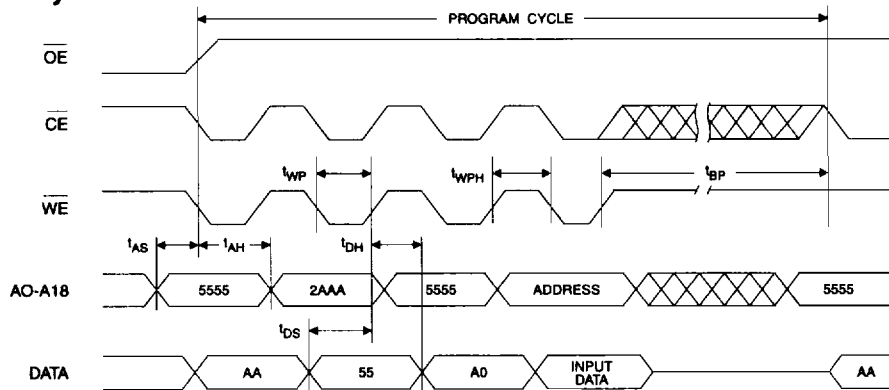 PROGRAM CYCLE
OE
CE
tWP
tWPH
tBP
WE
tAS
tAH
tDH
AO-A18
5555
2AAA
5555
ADDRESS
5555
tDS
DATA
AA
55
A0
INPUT
DATA
AA